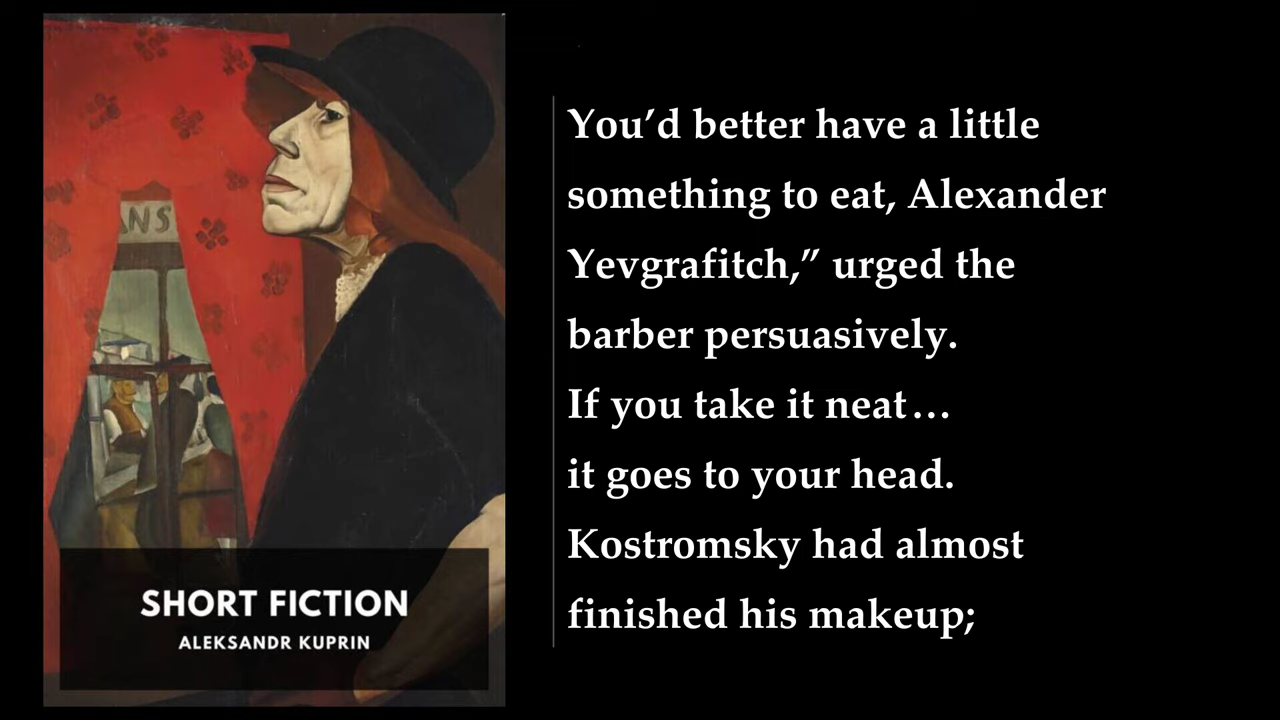 ANS
SHORT FICTION
ALEKSANDR KUPRIN
You’d better have a little
something to eat, Alexander
Yevgrafitch,” urged the
barber persuasively.
If you take it neat…
it goes to your head.
Kostromsky had almost
finished his makeup;